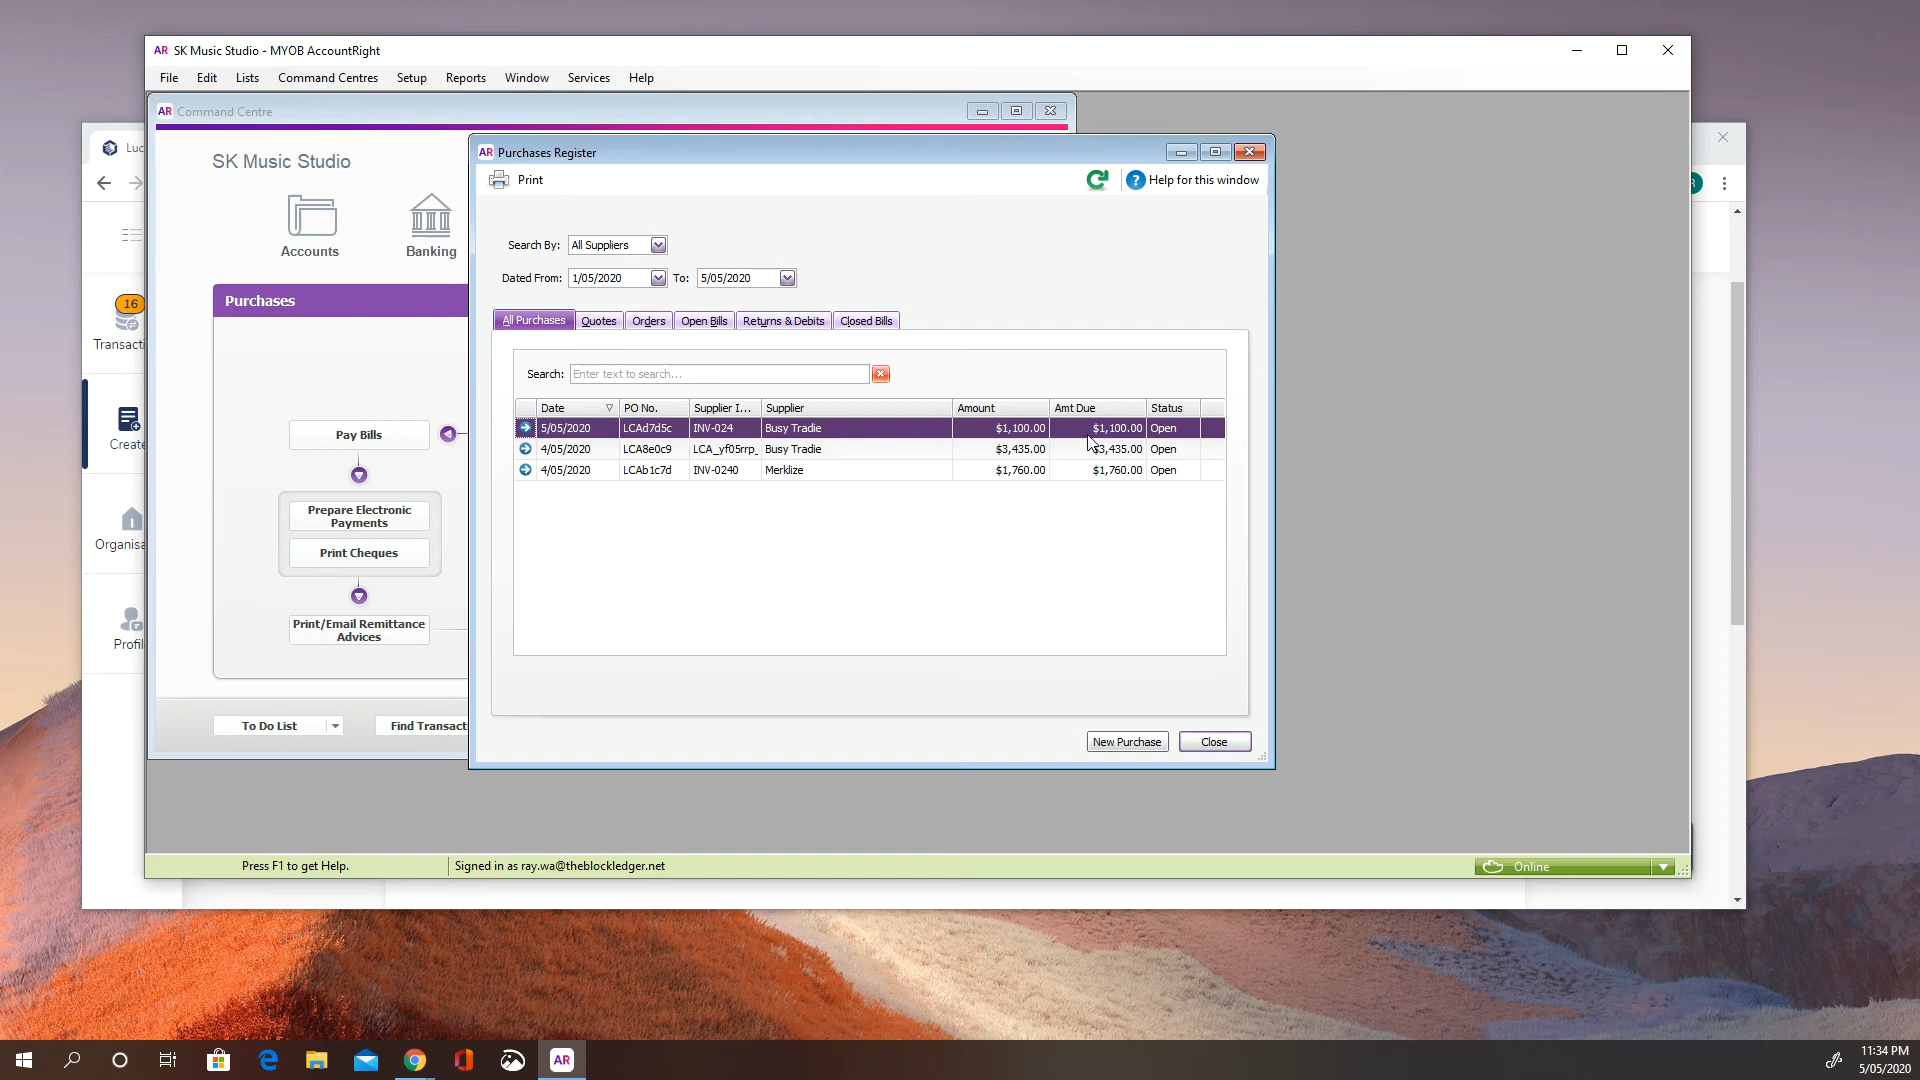 AR SK Music Studio - MYOB AccountRight
File Edit Lists Command Centres Setup Reports Window Services Help
AR Command Centre
Luc
SK Music Studio
Accounts
Banking
Purchases
16
Transacti
Create
Organisa
Profil
Pay Bills
Prepare Electronic
Payments
Print Cheques
Print/Email Remittance
Advices
To Do List
Find Transact
AR Purchases Register
Print
? Help for this window
Search By: All Suppliers
Dated From: 1/05/2020 To: 5/05/2020
All Purchases Quotes Orders Open Bills Returns & Debits Closed Bills
Search: Enter text to search...
Date PO No. Supplier I... Supplier Amount Amt Due Status
5/05/2020 LCAd7d5c INV-024 Busy Tradie $1,100.00 $1,100.00 Open
4/05/2020 LCA8e0c9 LCA_yf05rrp_ Busy Tradie $3,435.00 $3,435.00 Open
4/05/2020 LCAb1c7d INV-0240 Merklize $1,760.00 $1,760.00 Open
New Purchase
Close
Press F1 to get Help.
Signed in as ray.wa@theblockledger.net
Online
AR
11:34 PM
5/05/2020